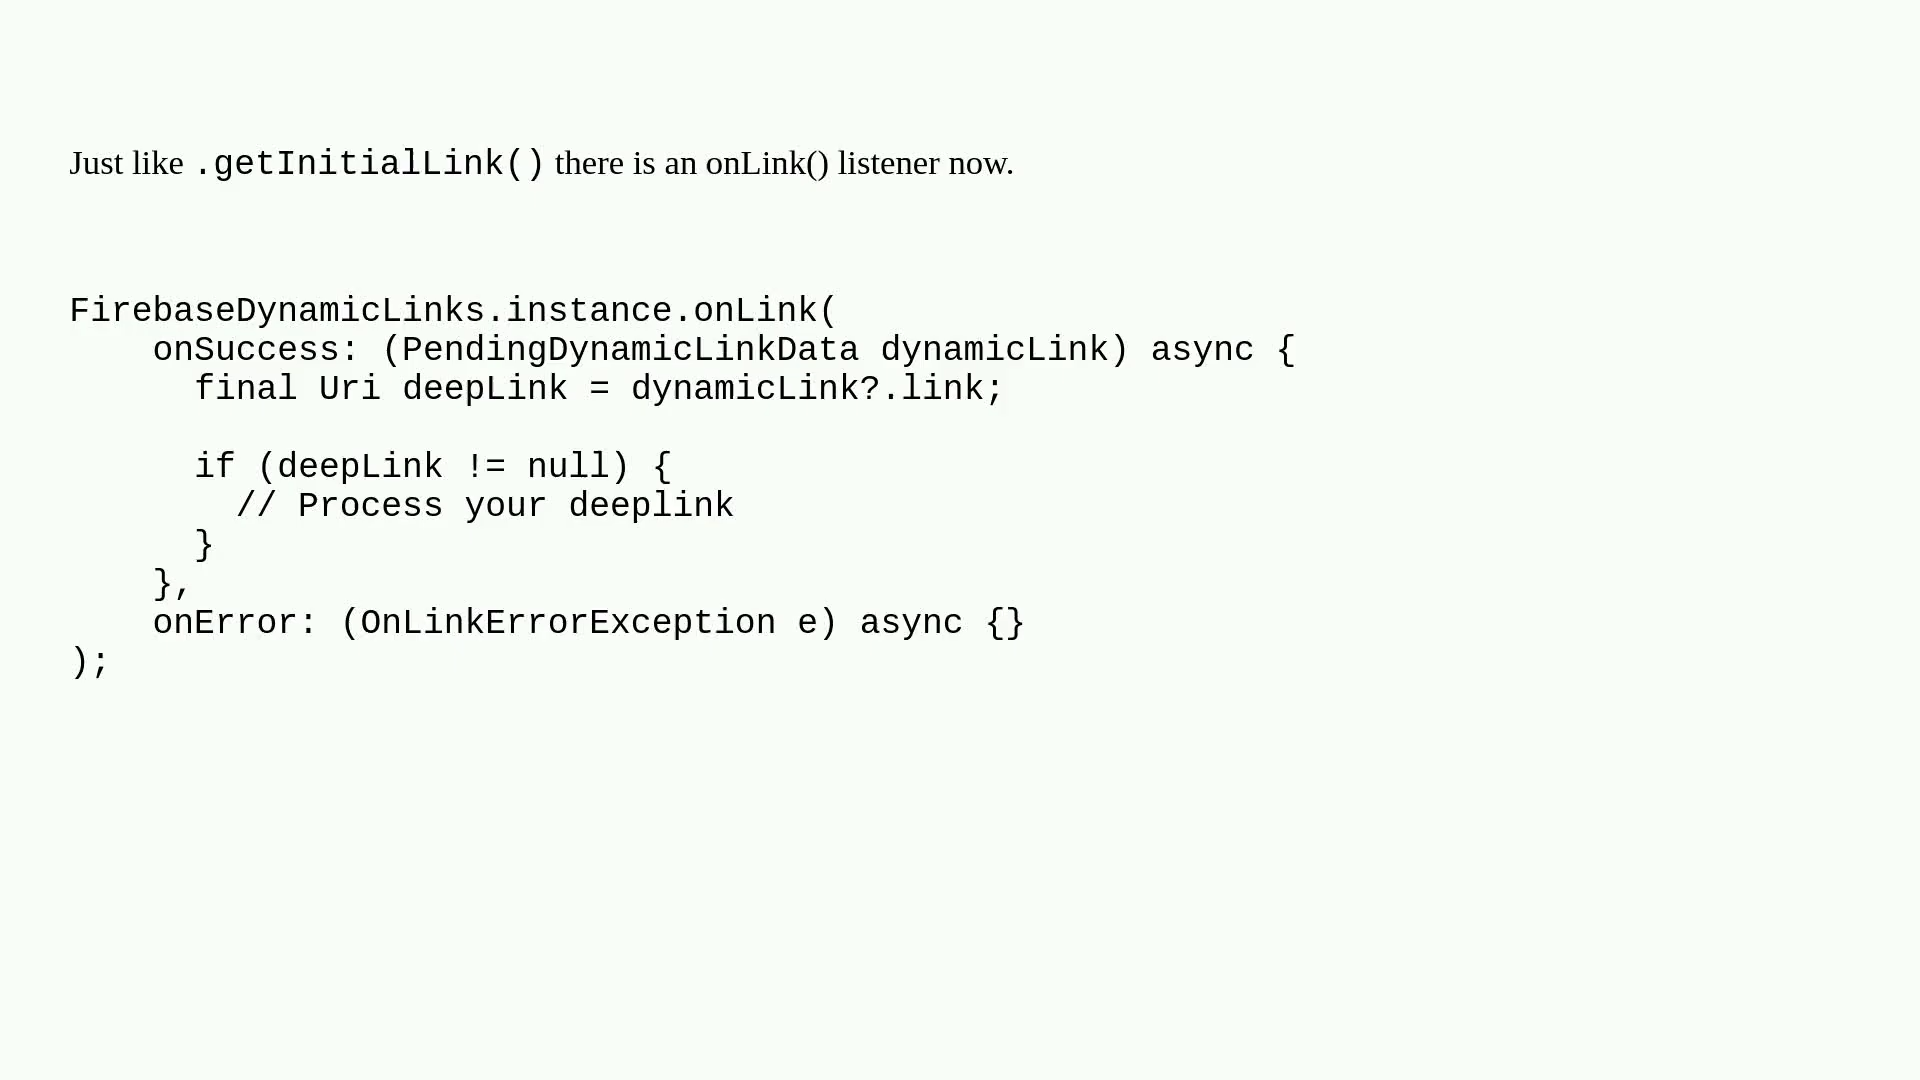 Just like .getInitialLink() there is an onLink() listener now.
FirebaseDynamicLinks.instance.onLink(
    onSuccess: (PendingDynamicLinkData dynamicLink) async {
      final Uri deepLink = dynamicLink?.link;
      if (deepLink != null) {
        // Process your deeplink
      }
    },
    onError: (OnLinkErrorException e) async {}
);